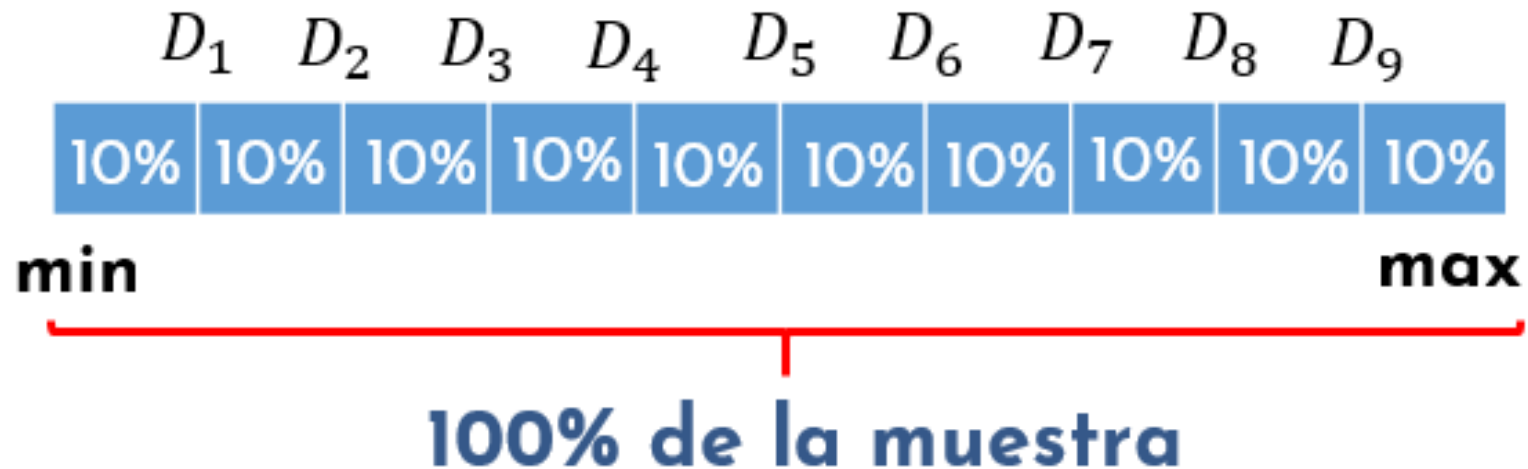 D₁ D₂ D₃ D₄ D₅ D₆ D₇ D₈ D₉
10% 10% 10% 10% 10% 10% 10% 10% 10% 10%
min max
100% de la muestra